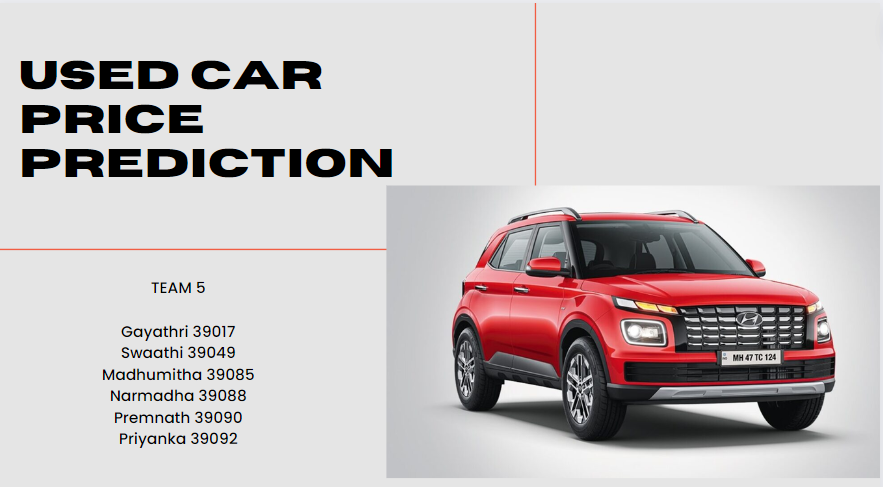 USED CAR
PRICE
PREDICTION
TEAM 5
Gayathri 39017
Swaathi 39049
Madhumitha 39085
Narmadha 39088
Premnath 39090
Priyanka 39092
MH 47 TC 124